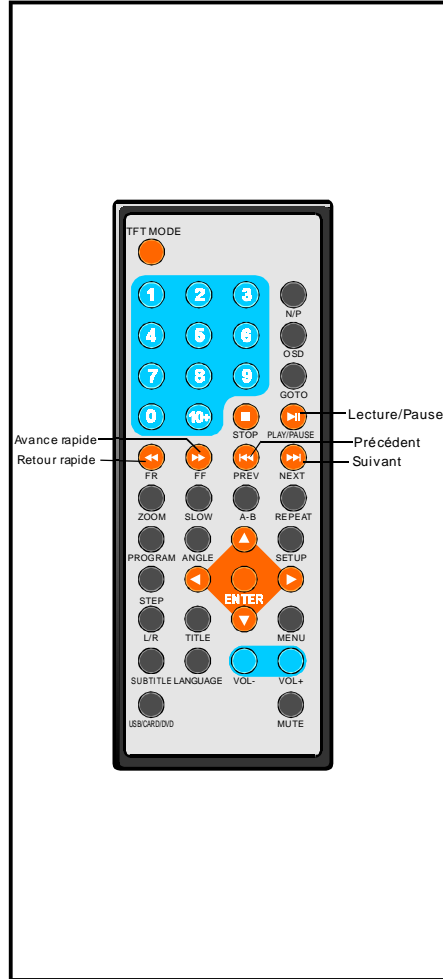 TFT MODE
1 2 3
N/P
4 5 6
OSD
7 8 9
GOTO
0 10+
Lecture/Pause
STOP PLAY/PAUSE
Avance rapide
Précédent
Retour rapide
Suivant
FR FF PREV NEXT
ZOOM SLOW A-B REPEAT
PROGRAM ANGLE SETUP
ENTER
STEP
L/R TITLE MENU
SUBTITLE LANGUAGE VOL- VOL+
USB/CARD/DVD MUTE